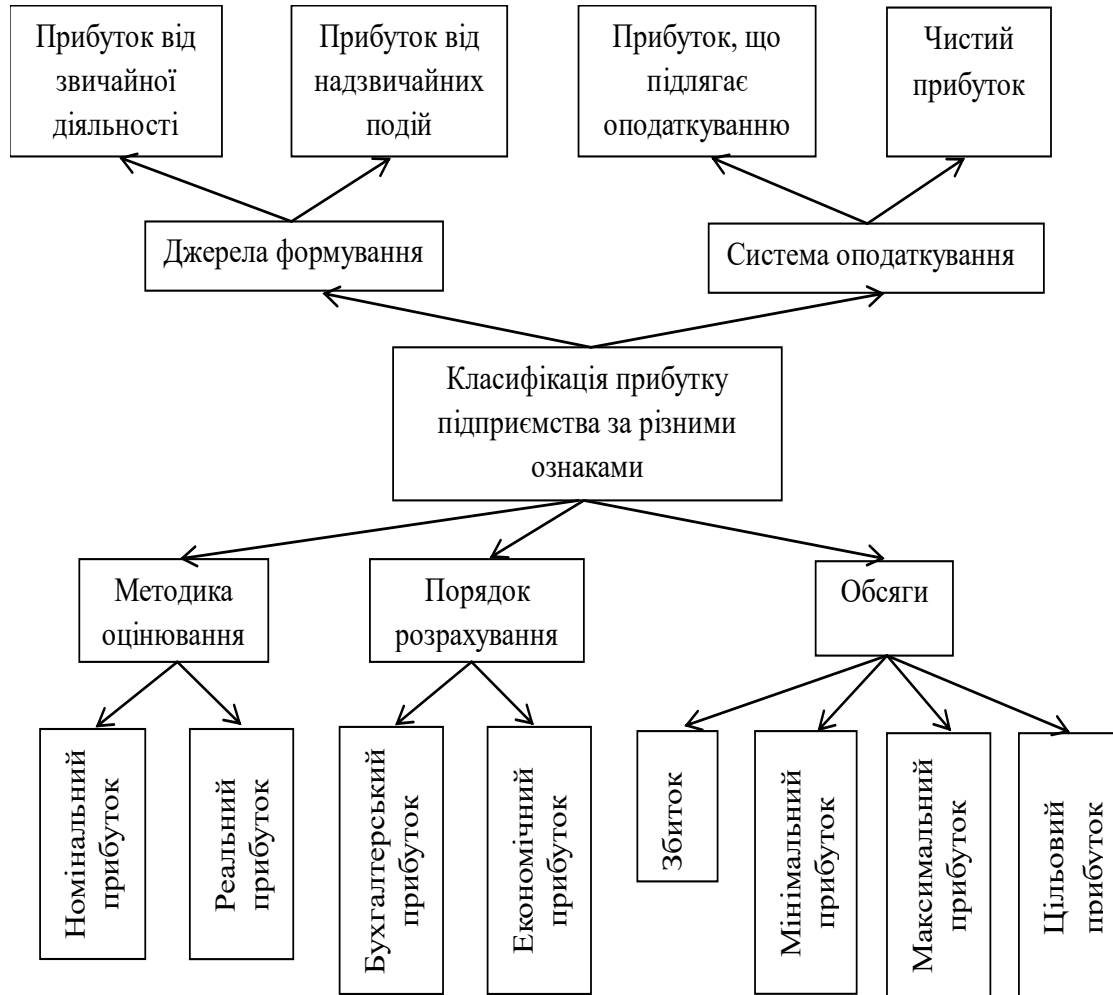 Прибуток від
звичайної
діяльності
Прибуток від
надзвичайних
подій
Прибуток, що
підлягає
оподаткуванню
Чистий
прибуток
Джерела формування
Система оподаткування
Класифікація прибутку
підприємства за різними
ознаками
Методика
оцінювання
Порядок
розрахування
Обсяги
Номінальний
прибуток
Реальний
прибуток
Бухгалтерський
прибуток
Економічний
прибуток
Збиток
Мінімальний
прибуток
Максимальний
прибуток
Цільовий
прибуток